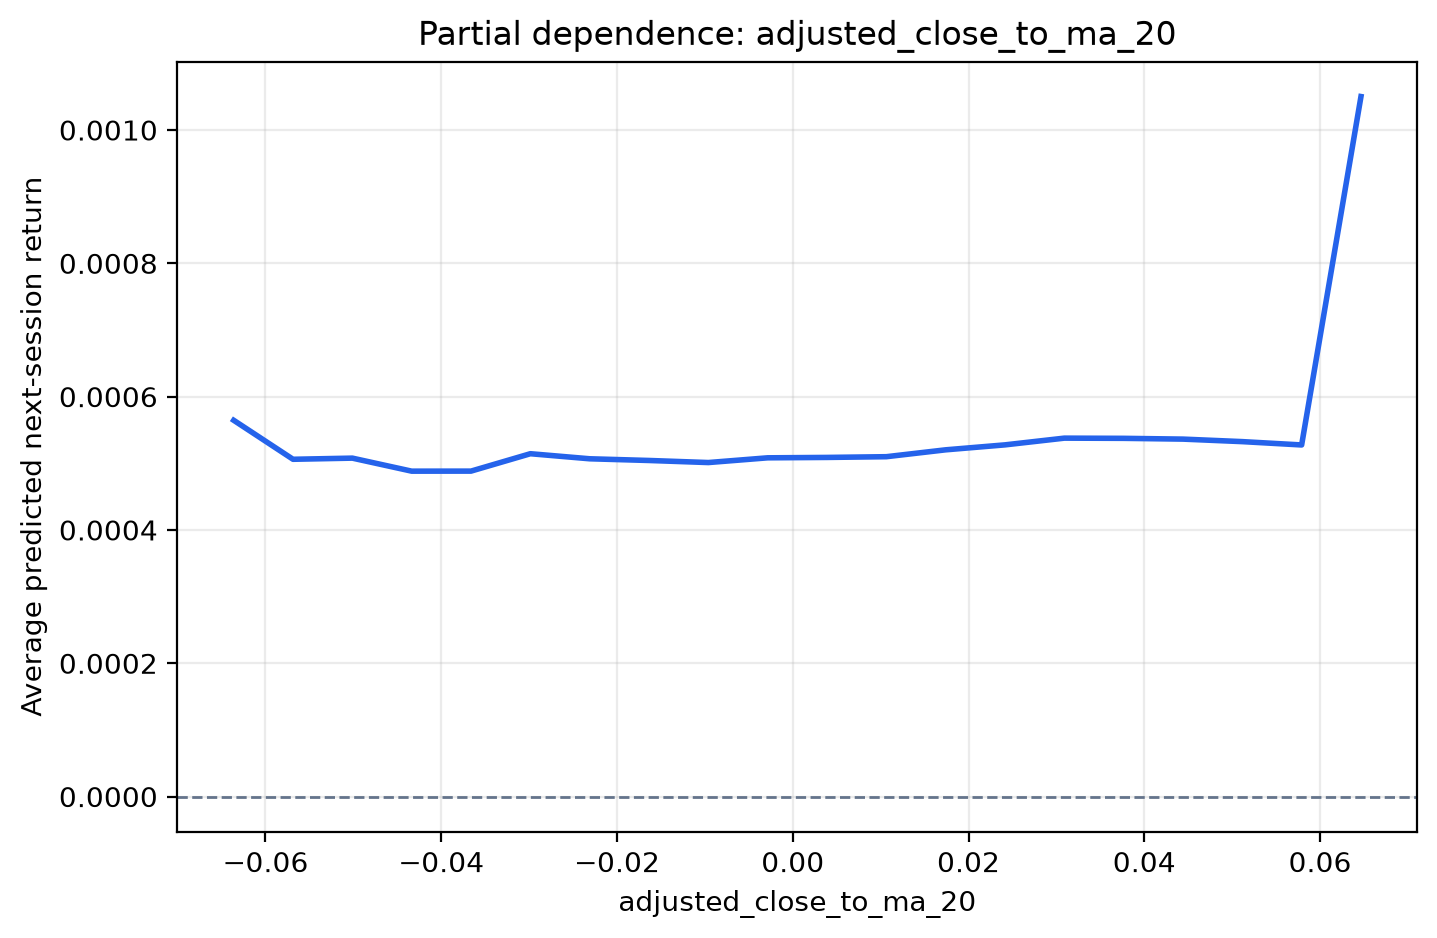 Partial dependence: adjusted_close_to_ma_20
Average predicted next-session return
0.0010
0.0008
0.0006
0.0004
0.0002
0.0000
−0.06 −0.04 −0.02 0.00 0.02 0.04 0.06
adjusted_close_to_ma_20